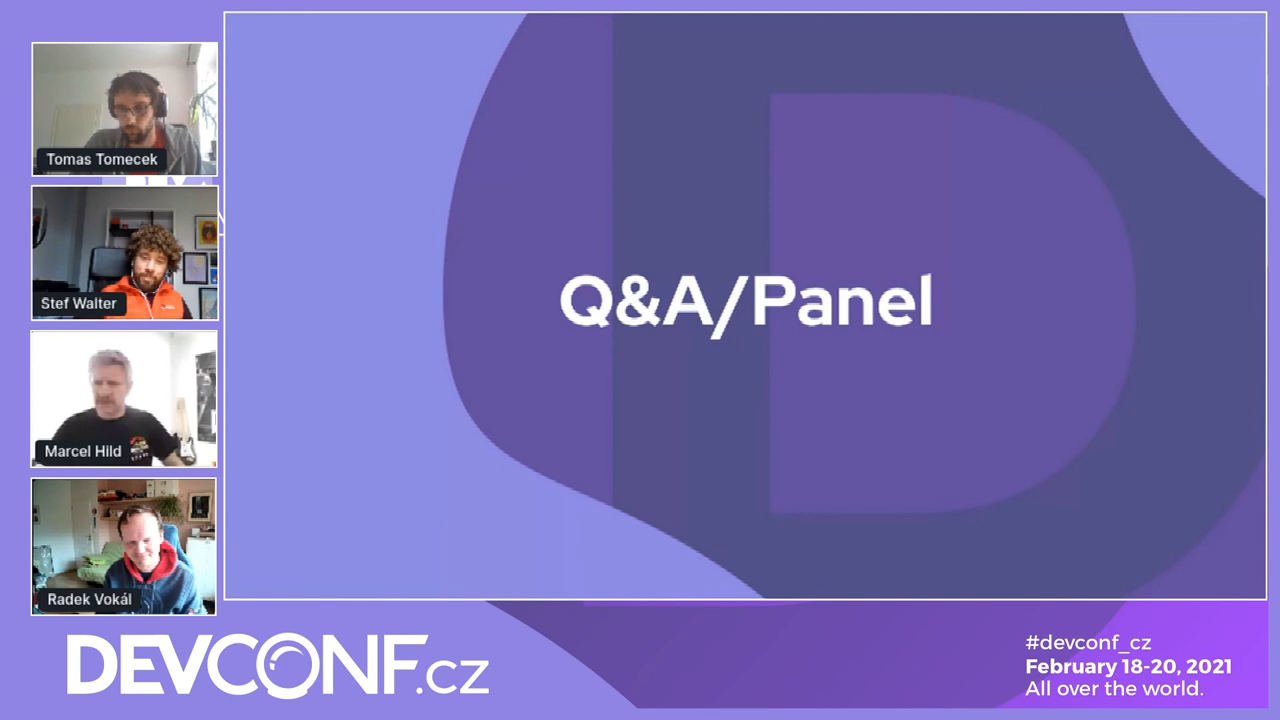 Tomas Tomecek
Stef Walter
Marcel Hild
Radek Vokál
Q&A/Panel
DEVCONF.cz
#devconf_cz
February 18-20, 2021
All over the world.